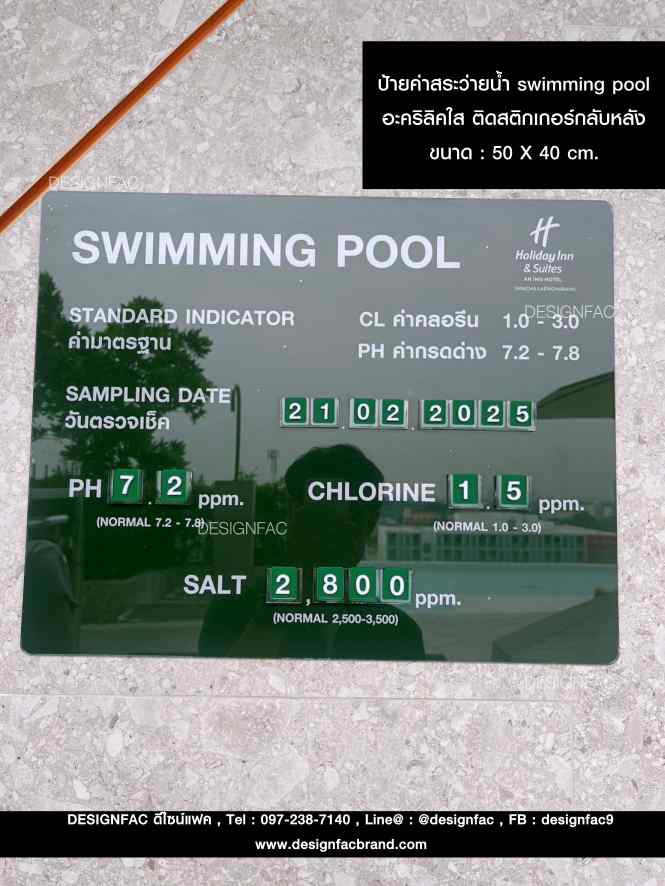 ป้ายค่าสระว่ายน้ำ swimming pool
อะคริลิคใส ติดสติกเกอร์กลับหลัง
ขนาด : 50 X 40 cm.
DESIGNFAC
SWIMMING POOL
H
Holiday Inn
& Suites
AN IHG HOTEL
SIRACHA LAEMCHABANG
DESIGNFAC
STANDARD INDICATOR
ค่ามาตรฐาน
CL ค่าคลอรีน 1.0 - 3.0
PH ค่ากรดด่าง 7.2 - 7.8
SAMPLING DATE
วันตรวจเช็ค
21.02.2025
PH 7.2 ppm.
(NORMAL 7.2 - 7.8)
CHLORINE 1.5 ppm.
(NORMAL 1.0 - 3.0)
DESIGNFAC
SALT 2,800 ppm.
(NORMAL 2,500-3,500)
DESIGNFAC
DESIGNFAC ดีไซน์แฟค , Tel : 097-238-7140 , Line@ : @designfac , FB : designfac9
www.designfacbrand.com